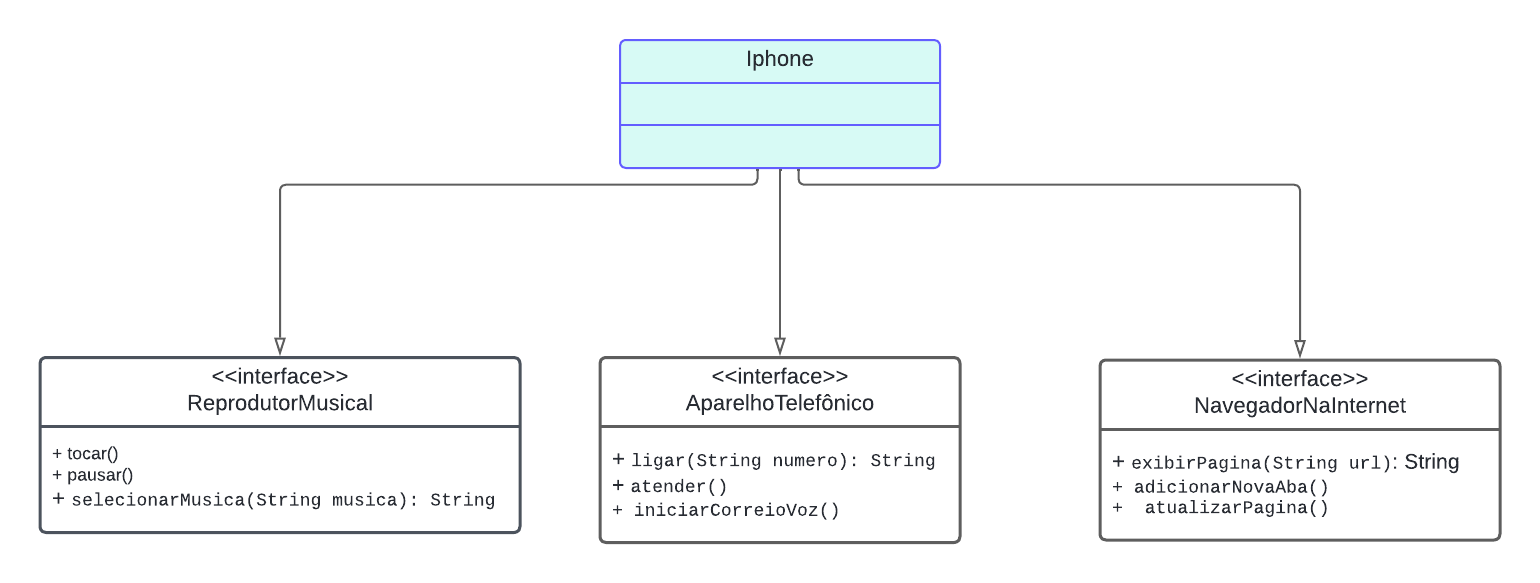 Iphone
<<interface>>
ReprodutorMusical
+ tocar()
+ pausar()
+ selecionarMusica(String musica): String
<<interface>>
AparelhoTelefônico
+ ligar(String numero): String
+ atender()
+ iniciarCorreioVoz()
<<interface>>
NavegadorNaInternet
+ exibirPagina(String url): String
+ adicionarNovaAba()
+ atualizarPagina()